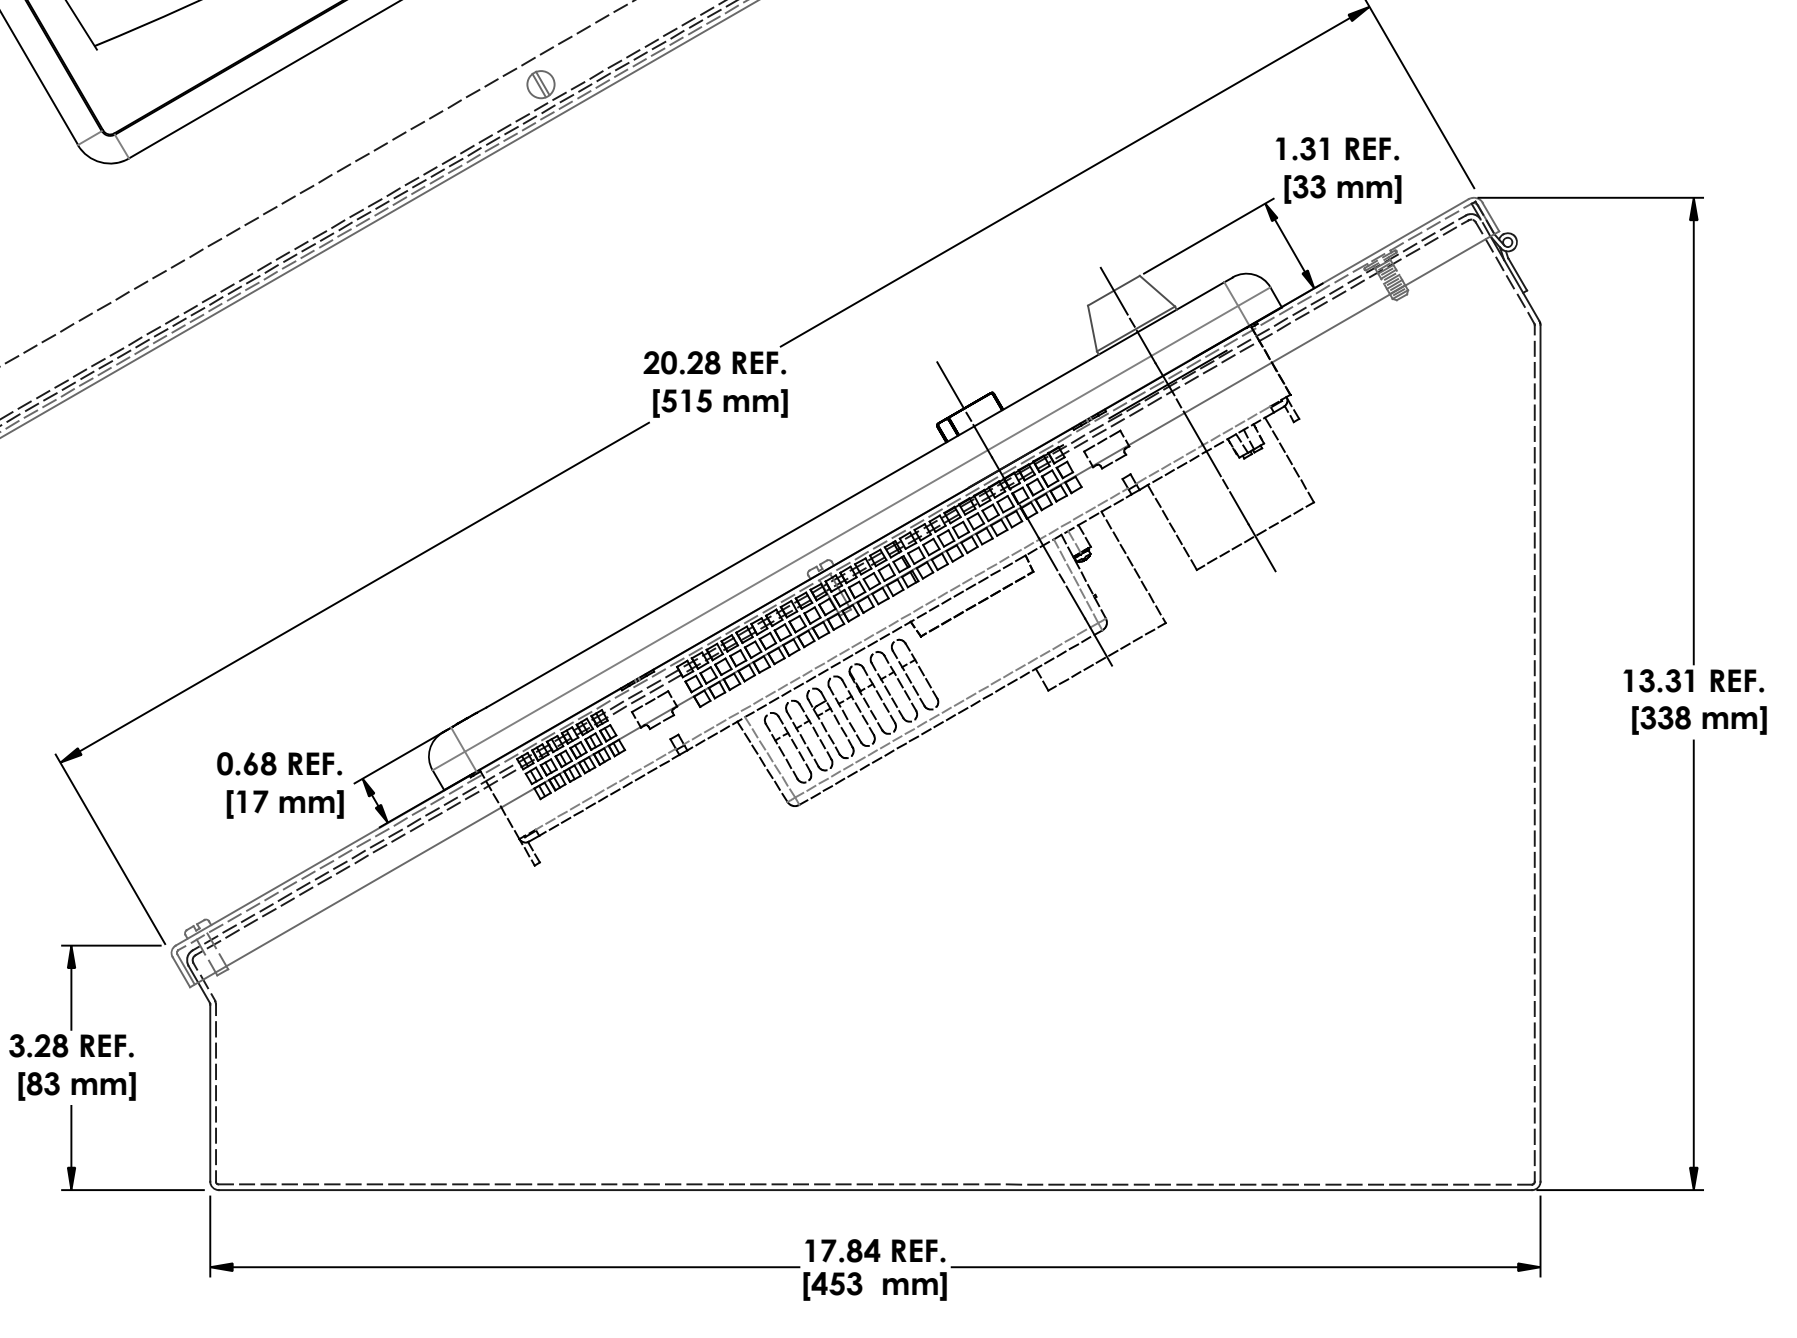 1.31 REF.
[33 mm]
20.28 REF.
[515 mm]
13.31 REF.
[338 mm]
0.68 REF.
[17 mm]
3.28 REF.
[83 mm]
17.84 REF.
[453  mm]